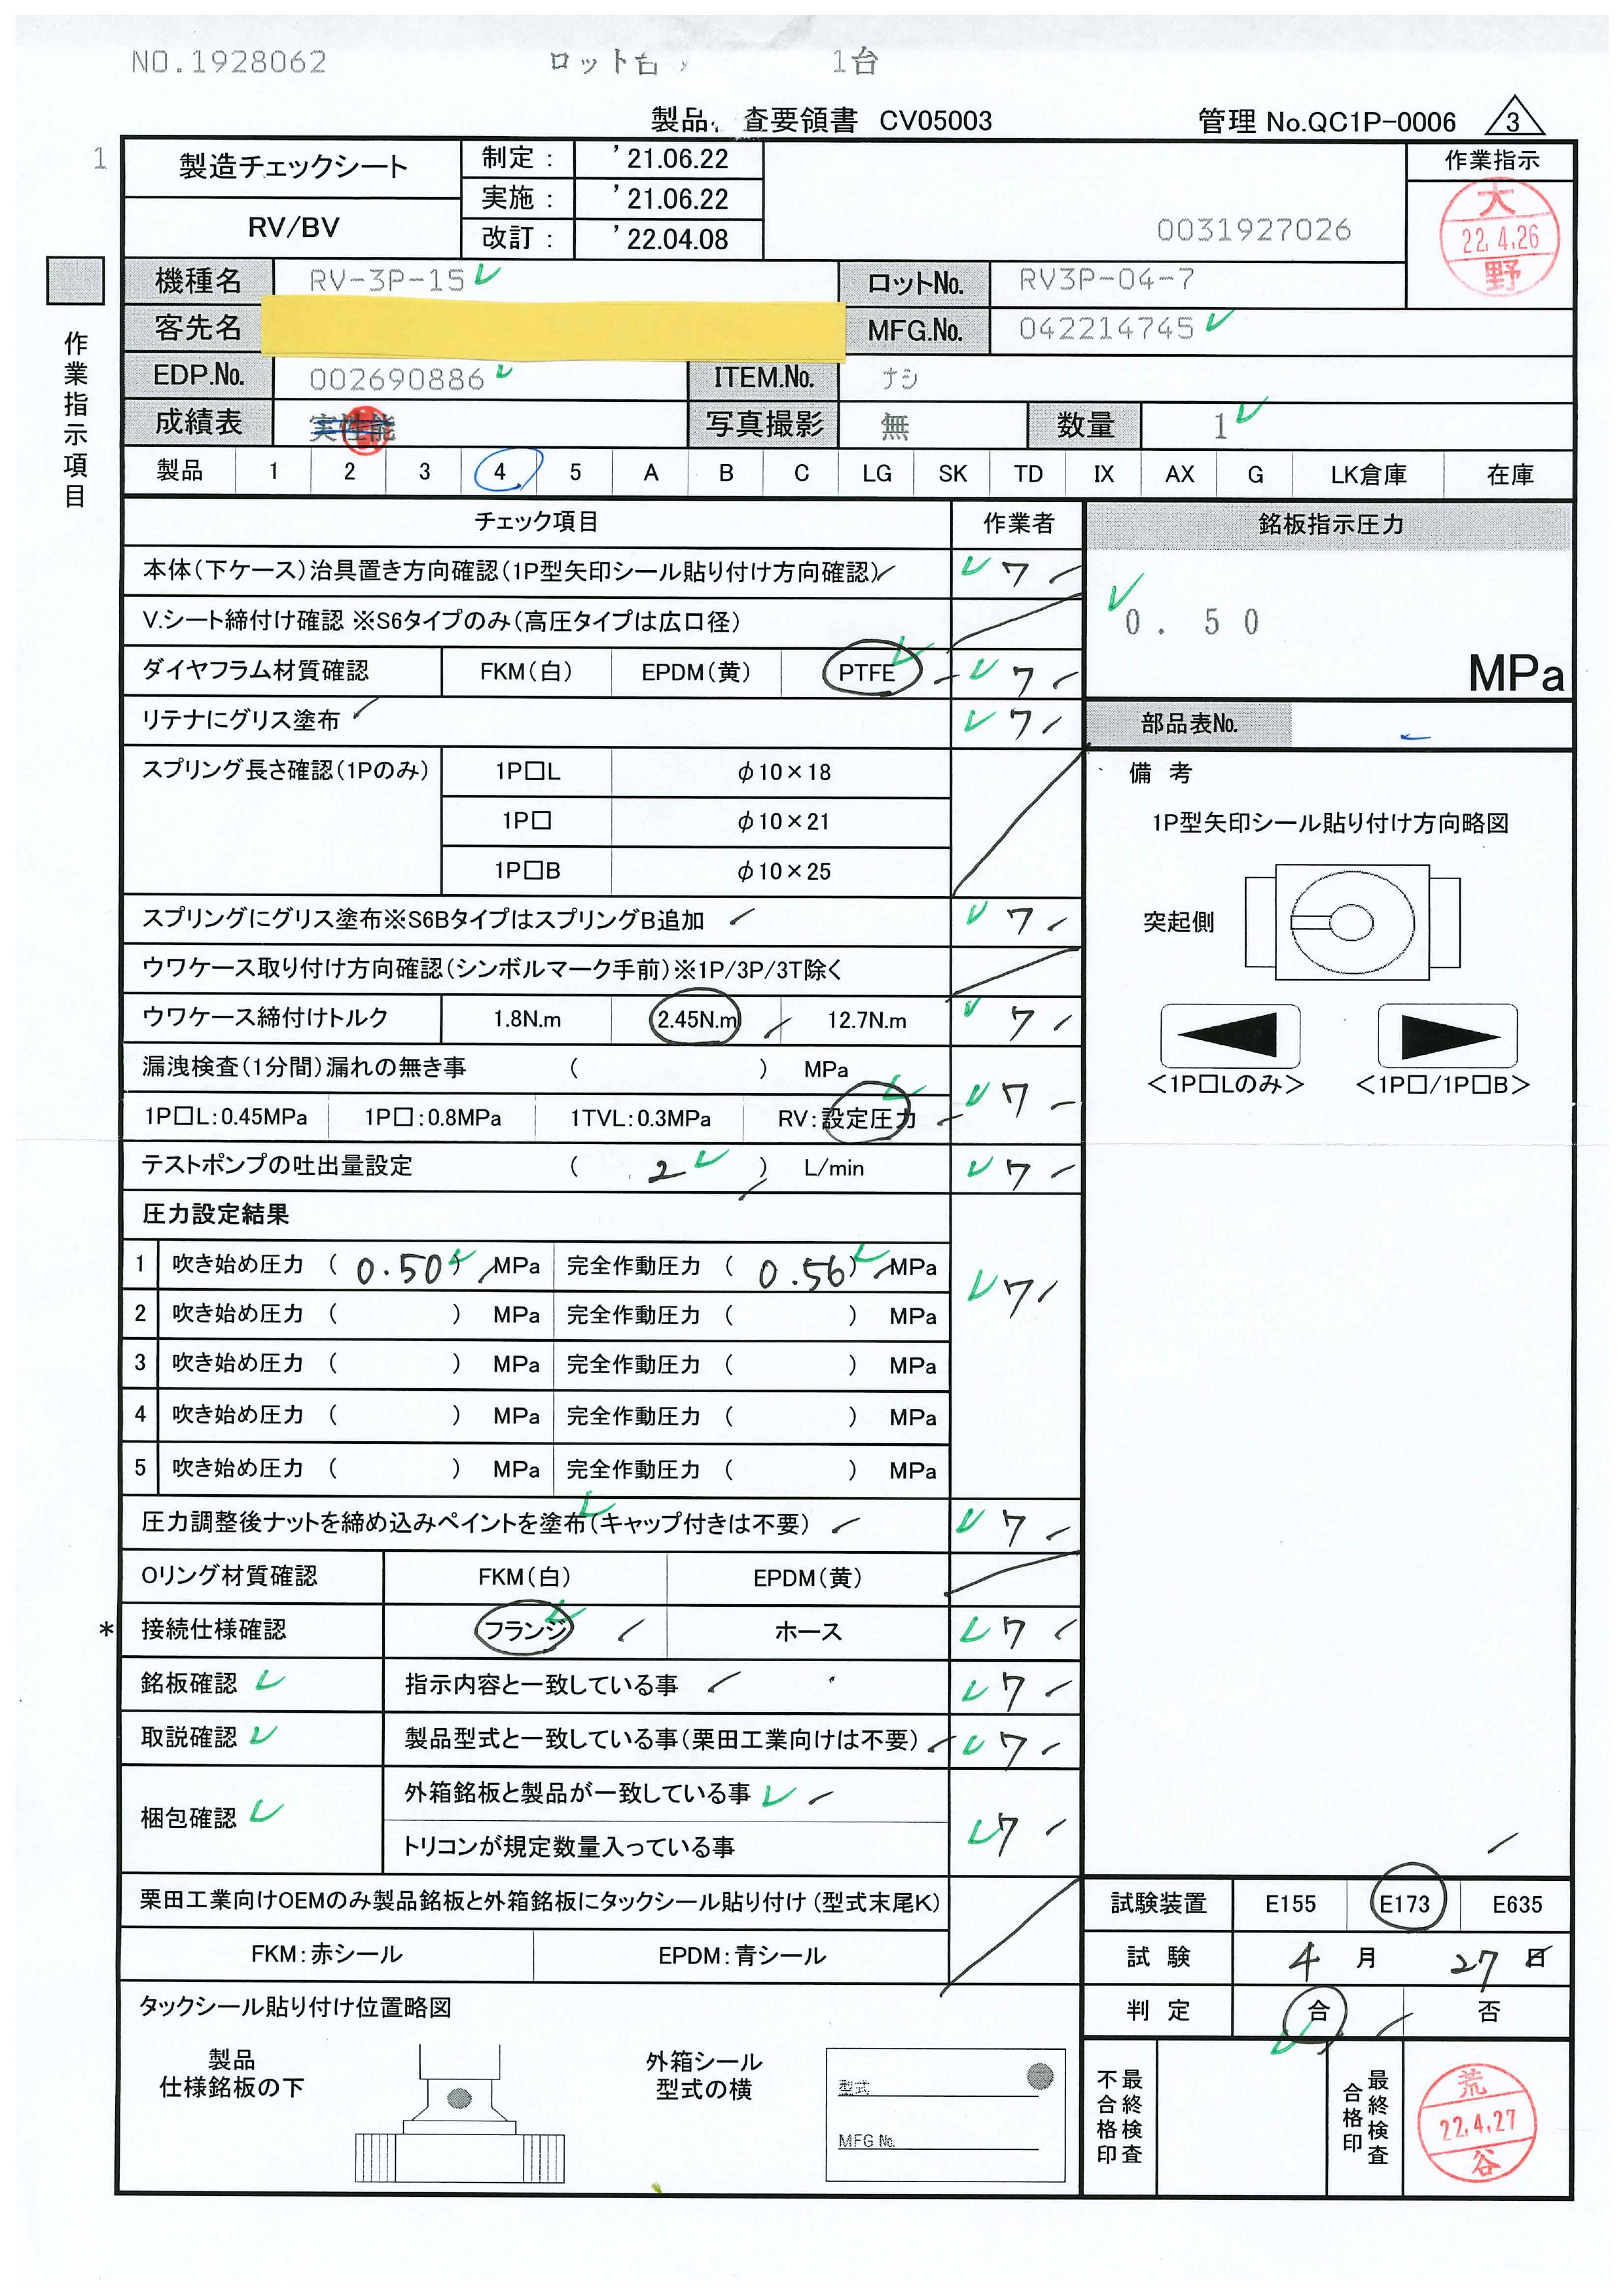 NO.1928062 ロット台 1台
製品 査要領書 CV05003 管理 No.QC1P-0006 3
1
製造チェックシート 制定： ’21.06.22 作業指示
実施： ’21.06.22
RV/BV 改訂： ’22.04.08 0031927026
大 22.4.26 野
機種名 RV-3P-15 ロットNo. RV3P-04-7
客先名 MFG.No. 042214745
EDP.No. 002690886 ITEM.No. ナシ
成績表 実性能 写真撮影 無 数量 1
作業指示項目
製品 1 2 3 4 5 A B C LG SK TD IX AX G LK倉庫 在庫
チェック項目 作業者 銘板指示圧力
本体（下ケース）治具置き方向確認（1P型矢印シール貼り付け方向確認） ワ
0.50
MPa
V.シート締付け確認 ※S6タイプのみ（高圧タイプは広口径）
ダイヤフラム材質確認 FKM（白） EPDM（黄） PTFE ワ
リテナにグリス塗布 ワ 部品表No.
スプリング長さ確認（1Pのみ） 1P□L φ10×18
1P□ φ10×21
1P□B φ10×25
備 考
1P型矢印シール貼り付け方向略図
突起側
＜1P□Lのみ＞ ＜1P□/1P□B＞
スプリングにグリス塗布※S6BタイプはスプリングB追加 ワ
ウワケース取り付け方向確認（シンボルマーク手前）※1P/3P/3T除く
ウワケース締付けトルク 1.8N.m 2.45N.m 12.7N.m ワ
漏洩検査（1分間）漏れの無き事 （ ） MPa ワ
1P□L：0.45MPa 1P□：0.8MPa 1TVL：0.3MPa RV：設定圧力
テストポンプの吐出量設定 （ 2 ） L/min ワ
圧力設定結果 ワ
1 吹き始め圧力 （ 0.50 ） MPa 完全作動圧力 （ 0.56 ） MPa
2 吹き始め圧力 （ ） MPa 完全作動圧力 （ ） MPa
3 吹き始め圧力 （ ） MPa 完全作動圧力 （ ） MPa
4 吹き始め圧力 （ ） MPa 完全作動圧力 （ ） MPa
5 吹き始め圧力 （ ） MPa 完全作動圧力 （ ） MPa
圧力調整後ナットを締め込みペイントを塗布（キャップ付きは不要） ワ
Oリング材質確認 FKM（白） EPDM（黄）
* 接続仕様確認 フランジ ホース ワ
銘板確認 指示内容と一致している事 ワ
取説確認 製品型式と一致している事（栗田工業向けは不要） ワ
梱包確認 外箱銘板と製品が一致している事 ワ
トリコンが規定数量入っている事
栗田工業向けOEMのみ製品銘板と外箱銘板にタックシール貼り付け（型式末尾K）
FKM：赤シール EPDM：青シール
試験装置 E155 E173 E635
試 験 4 月 27 日
判 定 合 否
タックシール貼り付け位置略図
製品
仕様銘板の下
外箱シール
型式の横
型式
MFG No.
最終検査不合格印
最終検査合格印
荒 22.4.27 谷